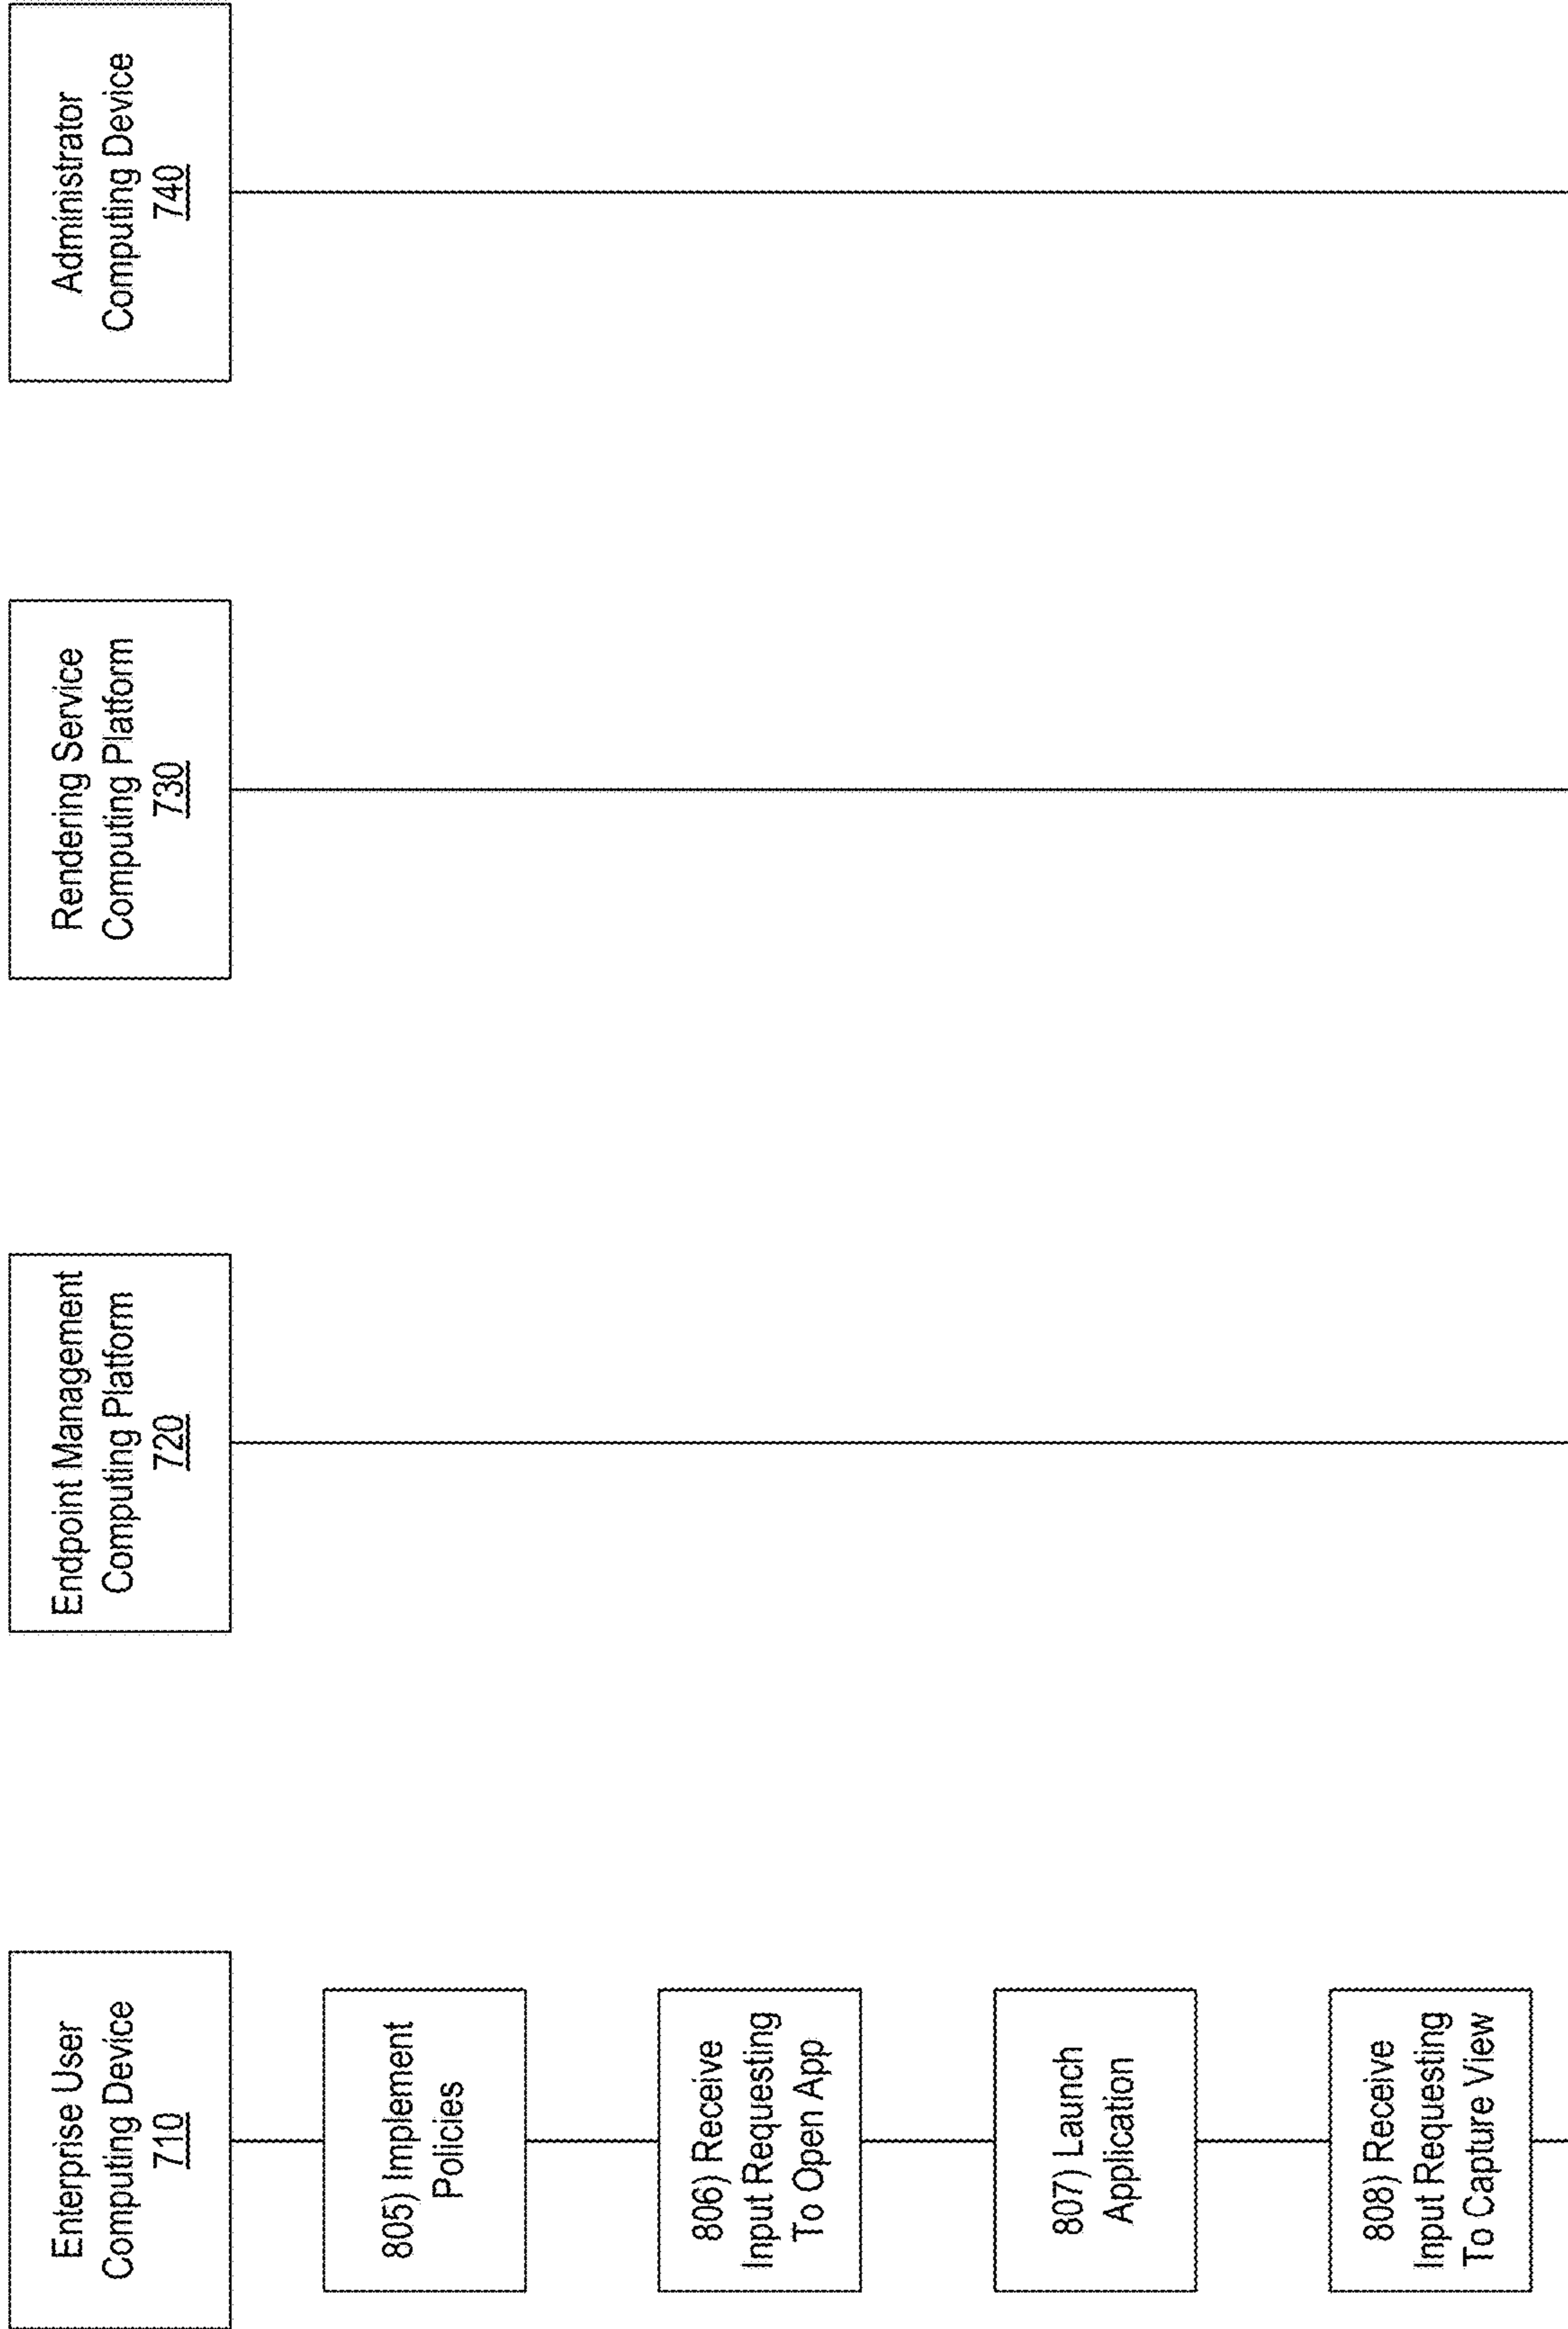 Enterprise User
Computing Device
710
Endpoint Management
Computing Platform
720
Rendering Service
Computing Platform
730
Administrator
Computing Device
740
805) Implement
Policies
806) Receive
Input Requesting
To Open App
807) Launch
Application
808) Receive
Input Requesting
To Capture View